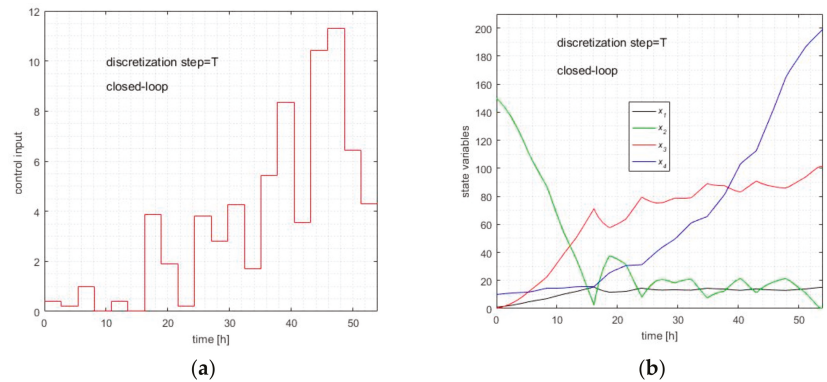 12
10
8
6
4
2
0
control input
discretization step=T
closed-loop
0 10 20 30 40 50
time [h]
(a)
200
180
160
140
120
100
80
60
40
20
0
state variables
discretization step=T
closed-loop
x1
x2
x3
x4
0 10 20 30 40 50
time [h]
(b)